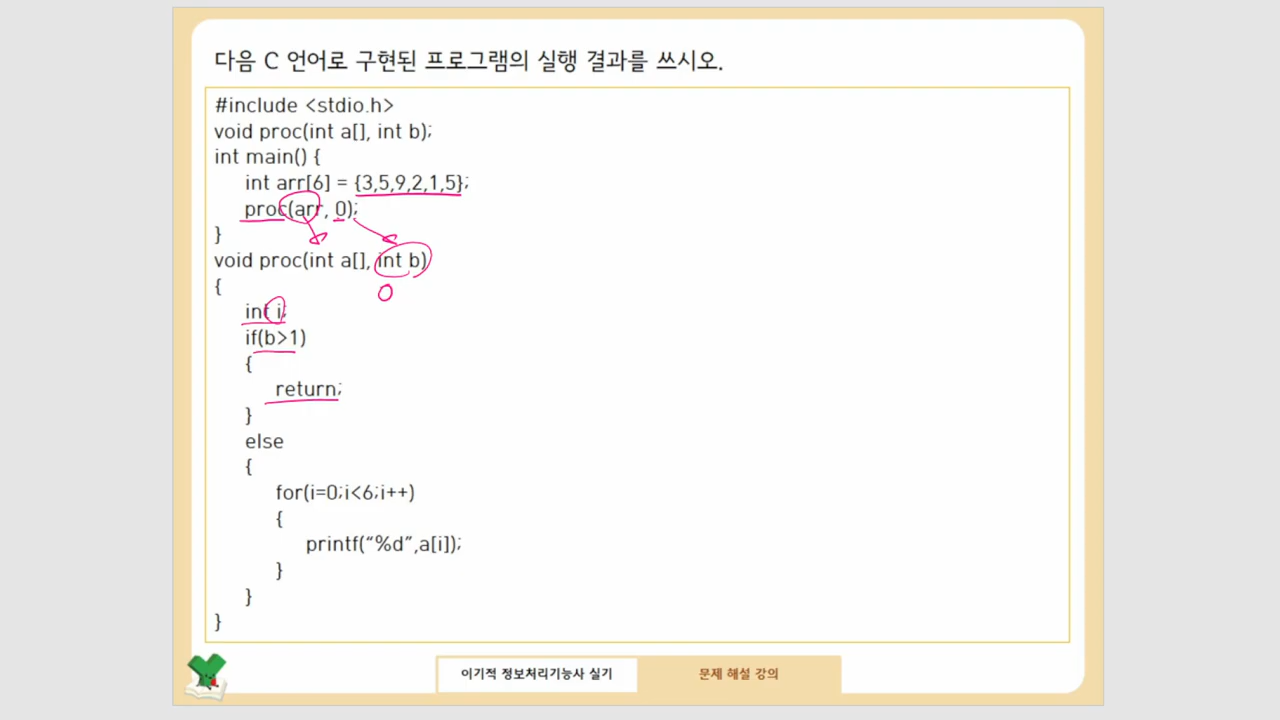 다음 C 언어로 구현된 프로그램의 실행 결과를 쓰시오.
#include <stdio.h>
void proc(int a[], int b);
int main() {
int arr[6] = {3,5,9,2,1,5};
proc(arr, 0);
}
void proc(int a[], int b)
{
0
int i;
if(b>1)
{
return;
}
else
{
for(i=0;i<6;i++)
{
printf(“%d”,a[i]);
}
}
}
이기적 정보처리기능사 실기
문제 해설 강의